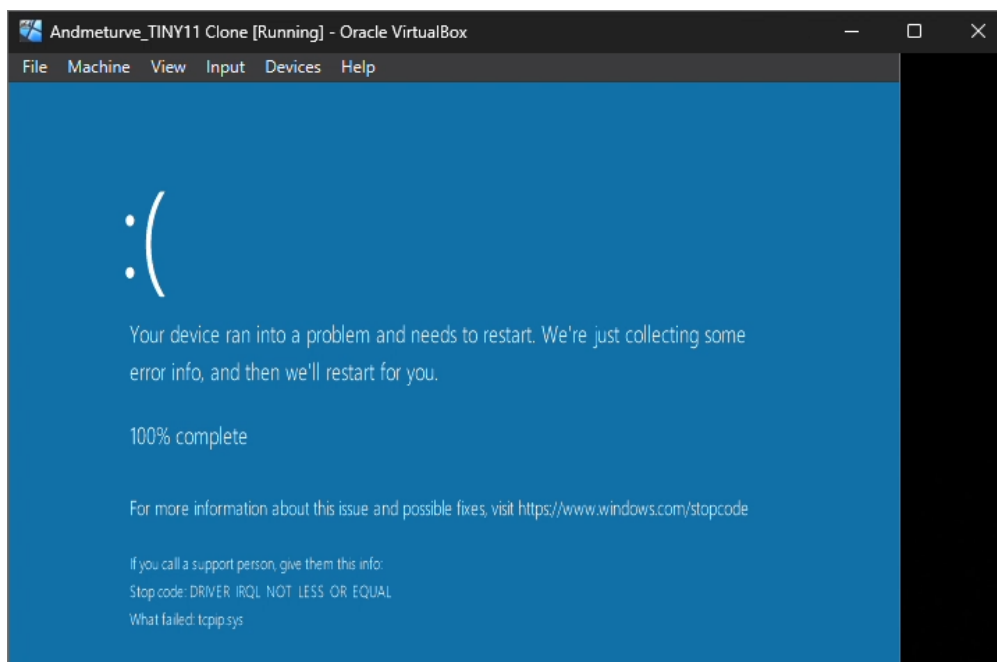 Andmeturve_TINY11 Clone [Running] - Oracle VirtualBox
File Machine View Input Devices Help
:(
Your device ran into a problem and needs to restart. We're just collecting some
error info, and then we'll restart for you.
100% complete
For more information about this issue and possible fixes, visit https://www.windows.com/stopcode
If you call a support person, give them this info:
Stop code: DRIVER IRQL NOT LESS OR EQUAL
What failed: tcpip.sys